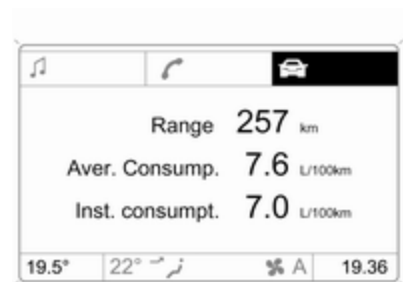 Range 257 km
Aver. Consump. 7.6 L/100km
Inst. consumpt. 7.0 L/100km
19.5° 22° A 19.36